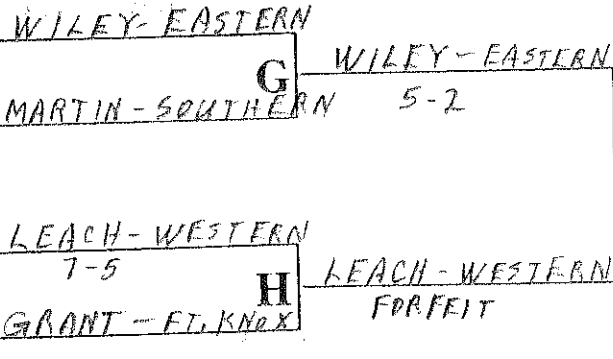 WILEY-EASTERN
G
WILEY-EASTERN
MARTIN-SOUTHERN
5-2
LEACH-WESTERN
7-5
H
LEACH-WESTERN
FORFEIT
GRANT-FT. KNOX